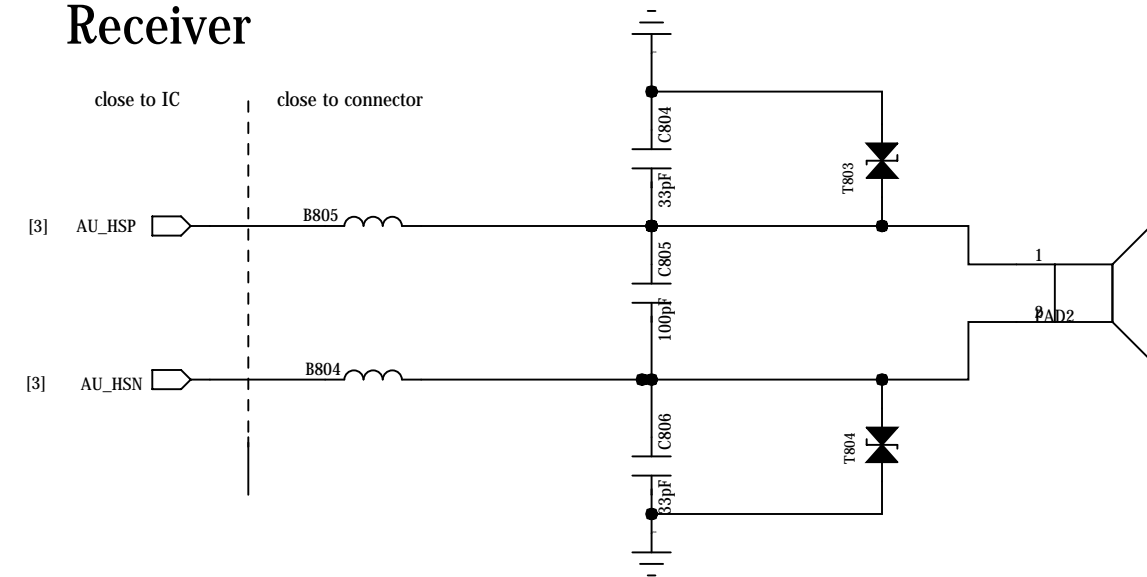 Receiver
close to IC
close to connector
C804
33pF
T803
[3] AU_HSP
B805
C805
100pF
1
2
PAD2
[3] AU_HSN
B804
C806
33pF
T804